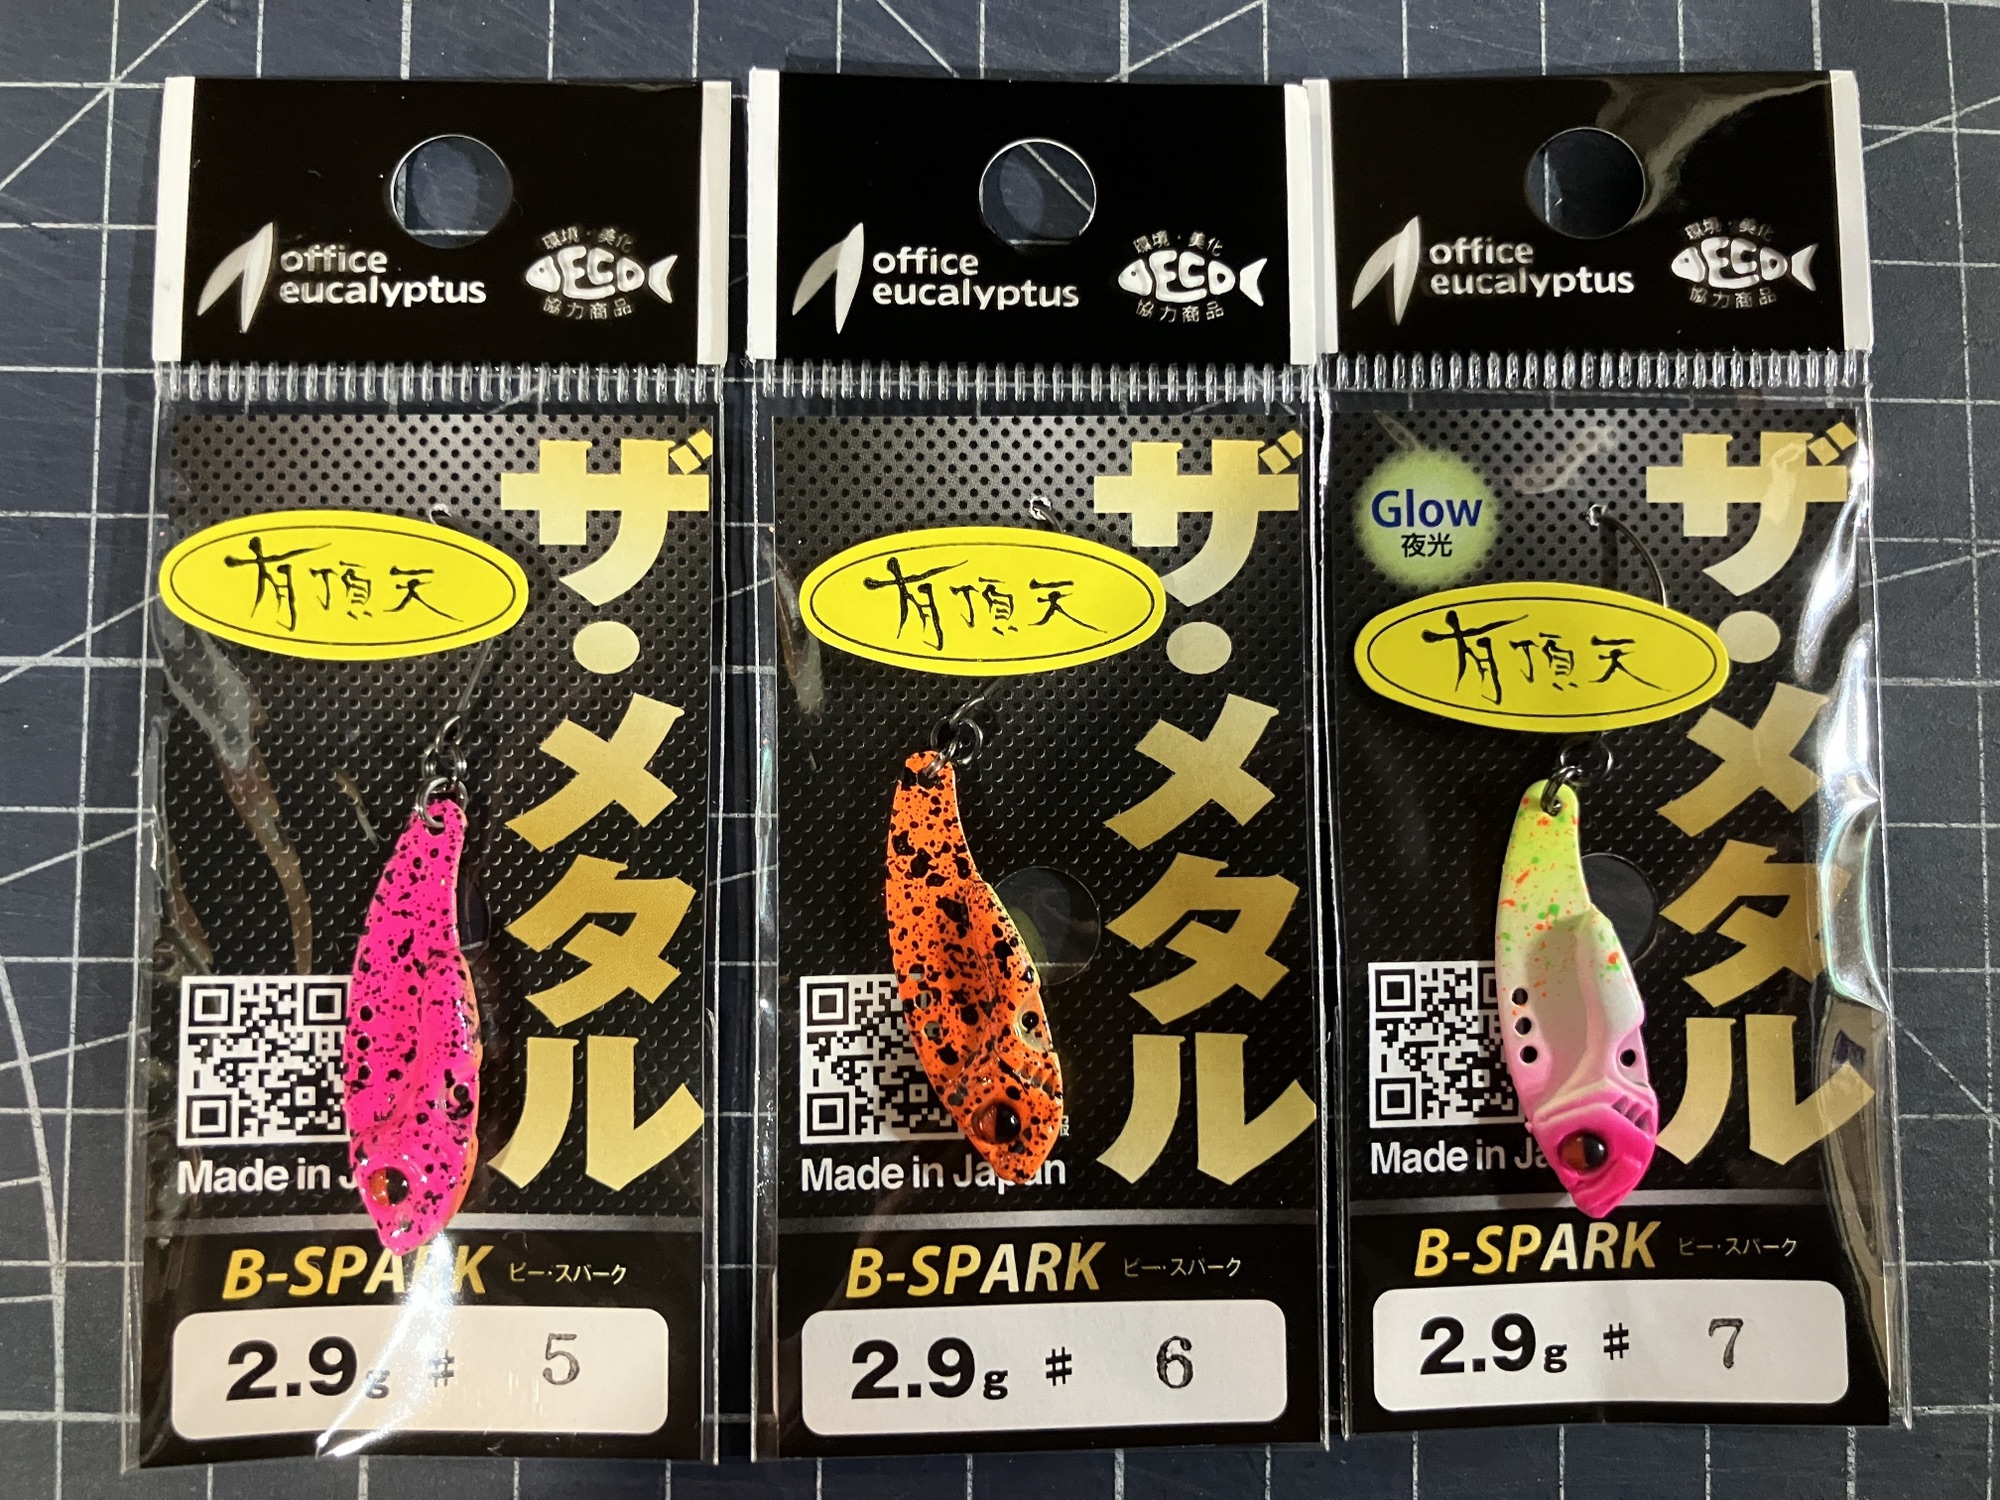 office
eucalyptus
環境・美化
ECO
協力商品
有頂天
ザ・メタル
Made in J
B-SPARK ビー・スパーク
2.9g # 5
office
eucalyptus
環境・美化
ECO
協力商品
有頂天
ザ・メタル
Made in Japan
B-SPARK ビー・スパーク
2.9g # 6
office
eucalyptus
環境・美化
ECO
協力商品
Glow
夜光
有頂天
ザ・メタル
Made in Ja
B-SPARK ビー・スパーク
2.9g # 7